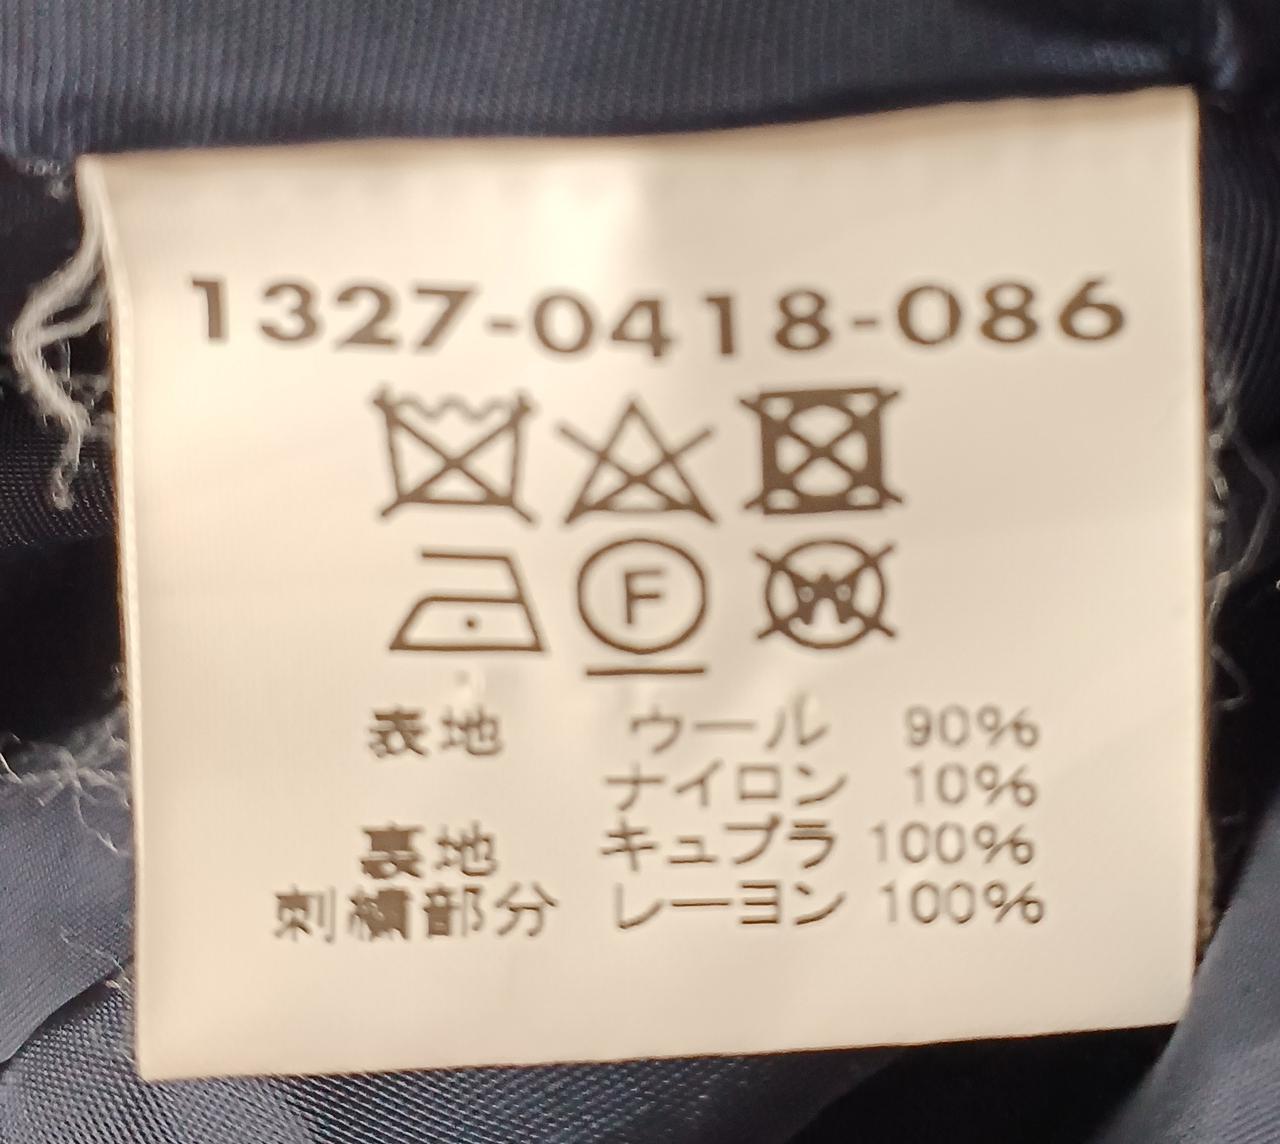 1327-0418-086
F
W
表地 ウール 90%
ナイロン 10%
裏地 キュプラ 100%
刺繍部分 レーヨン 100%